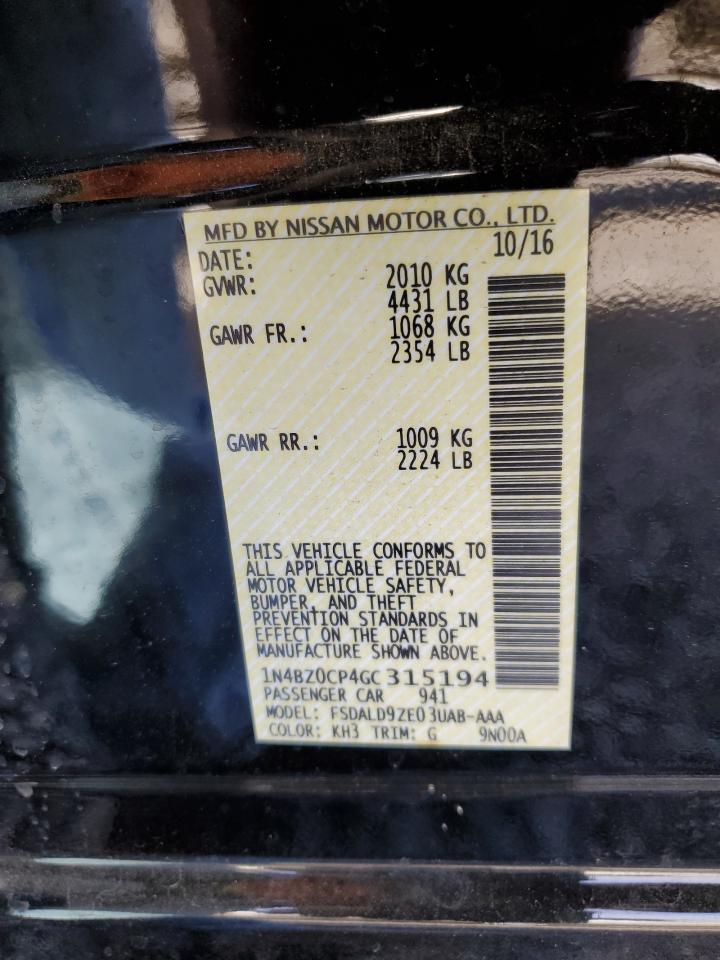 MFD BY NISSAN MOTOR CO., LTD.
DATE: 10/16
GVWR: 2010 KG
4431 LB
GAWR FR.: 1068 KG
2354 LB
GAWR RR.: 1009 KG
2224 LB
THIS VEHICLE CONFORMS TO
ALL APPLICABLE FEDERAL
MOTOR VEHICLE SAFETY,
BUMPER, AND THEFT
PREVENTION STANDARDS IN
EFFECT ON THE DATE OF
MANUFACTURE SHOWN ABOVE.
1N4BZ0CP4GC 315194
PASSENGER CAR 941
MODEL: FSDALD9ZE03UAB-AAA
COLOR: KH3 TRIM: G 9N00A